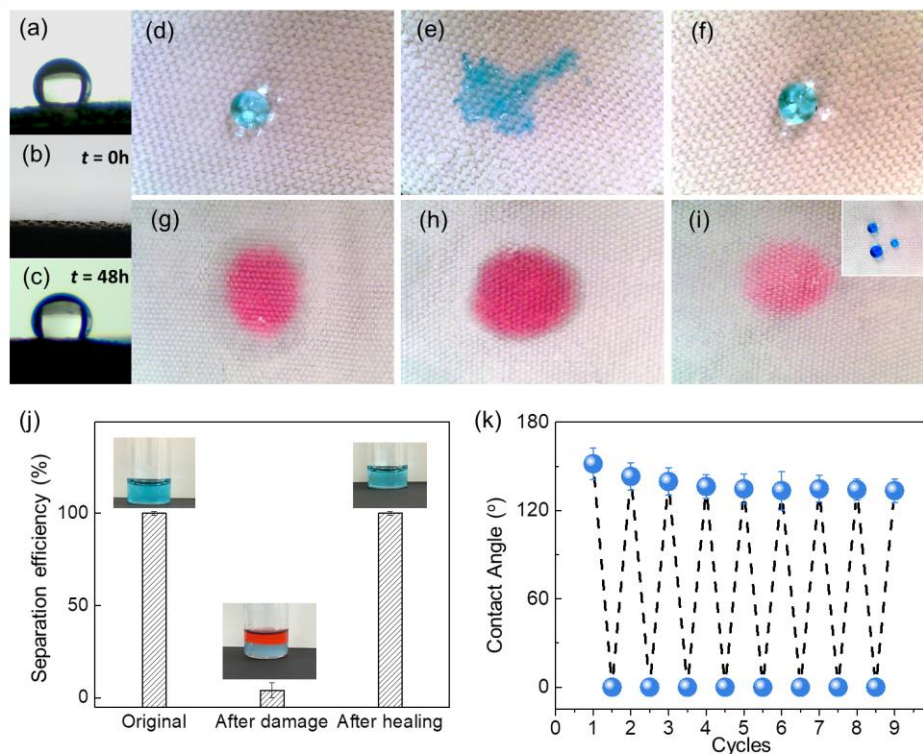 (a)
(d)
(e)
(f)
(b)
t = 0h
(c)
t = 48h
(g)
(h)
(i)
(j)
Separation efficiency (%)
100
50
0
Original
After damage
After healing
(k)
Contact Angle (º)
180
120
60
0
0
1
2
3
4
5
6
7
8
9
Cycles